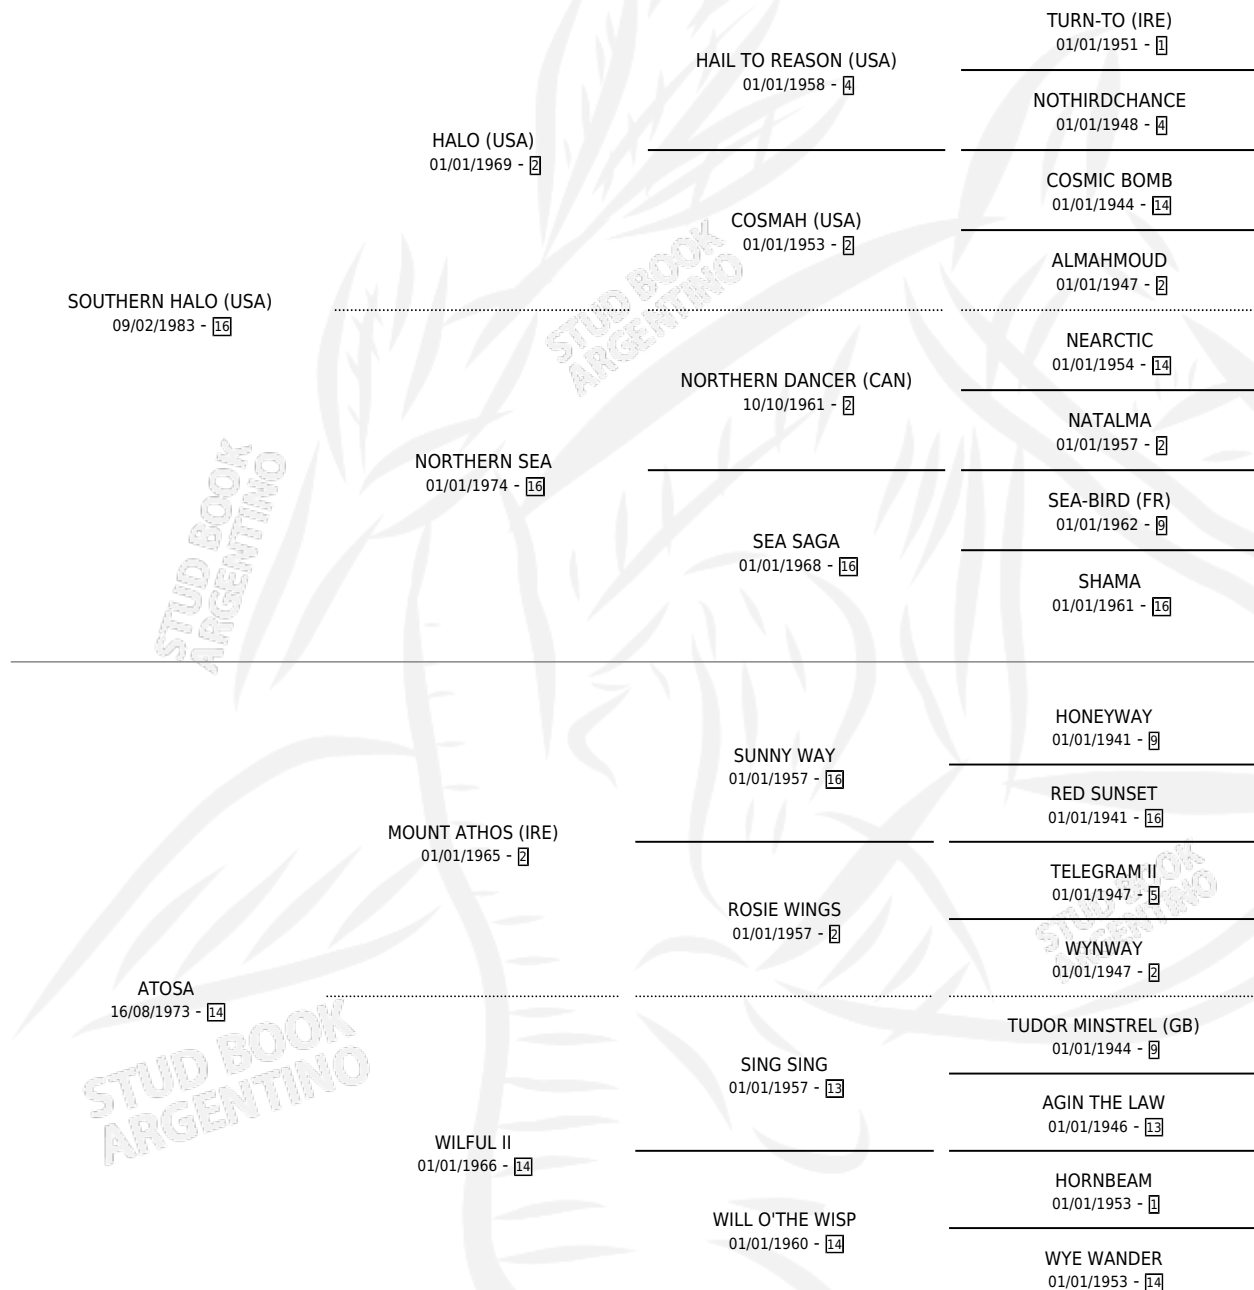 TURN-TO (IRE)
01/01/1951 - 1
HAIL TO REASON (USA)
01/01/1958 - 4
NOTHIRDCHANCE
01/01/1948 - 4
HALO (USA)
01/01/1969 - 2
COSMIC BOMB
01/01/1944 - 14
COSMAH (USA)
01/01/1953 - 2
ALMAHMOUD
01/01/1947 - 2
SOUTHERN HALO (USA)
09/02/1983 - 16
NEARCTIC
01/01/1954 - 14
NORTHERN DANCER (CAN)
10/10/1961 - 2
NATALMA
01/01/1957 - 2
NORTHERN SEA
01/01/1974 - 16
SEA-BIRD (FR)
01/01/1962 - 9
SEA SAGA
01/01/1968 - 16
SHAMA
01/01/1961 - 16
HONEYWAY
01/01/1941 - 9
SUNNY WAY
01/01/1957 - 16
RED SUNSET
01/01/1941 - 16
MOUNT ATHOS (IRE)
01/01/1965 - 2
TELEGRAM II
01/01/1947 - 5
ROSIE WINGS
01/01/1957 - 2
WYNWAY
01/01/1947 - 2
ATOSA
16/08/1973 - 14
TUDOR MINSTREL (GB)
01/01/1944 - 9
SING SING
01/01/1957 - 13
AGIN THE LAW
01/01/1946 - 13
WILFUL II
01/01/1966 - 14
HORNBEAM
01/01/1953 - 1
WILL O'THE WISP
01/01/1960 - 14
WYE WANDER
01/01/1953 - 14
STUD BOOK
ARGENTINO
STUD BOOK
ARGENTINO
STUD BOOK
ARGENTINO
STUD BOOK
ARGENTINO